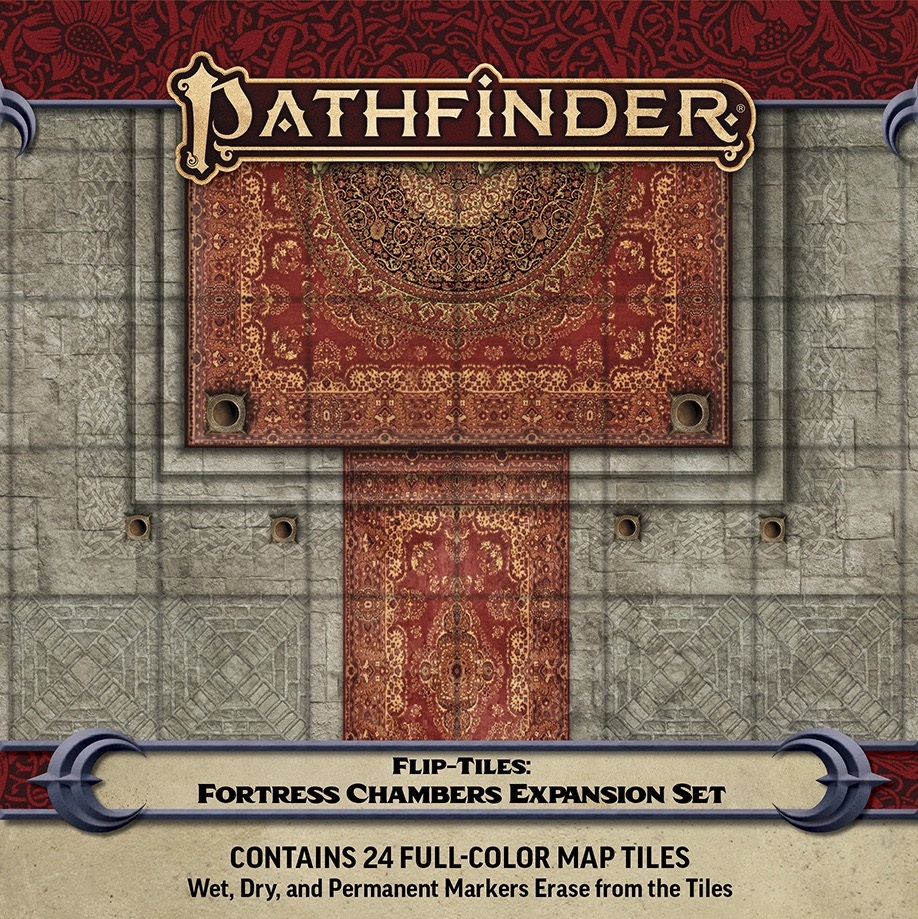 PATHFINDER®
FLIP-TILES:
FORTRESS CHAMBERS EXPANSION SET
CONTAINS 24 FULL-COLOR MAP TILES
Wet, Dry, and Permanent Markers Erase from the Tiles